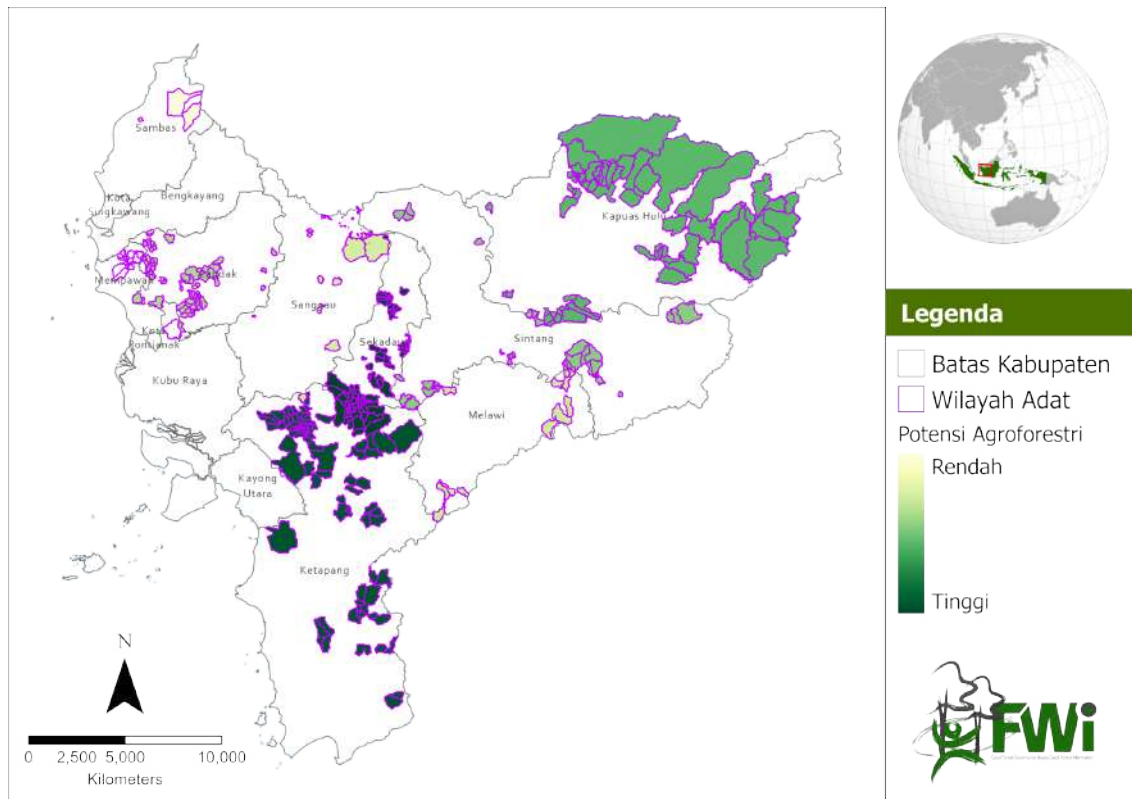 Sambas
Kota
Singkawang
Bengkayang
Kapuas Hulu
Mempawah
Landak
Sanggau
Kota
Pontianak
Sekadau
Sintang
Kubu Raya
Melawi
Kayong
Utara
Ketapang
N
0 2,500 5,000 10,000
Kilometers
Legenda
Batas Kabupaten
Wilayah Adat
Potensi Agroforestri
Rendah
Tinggi
FWi